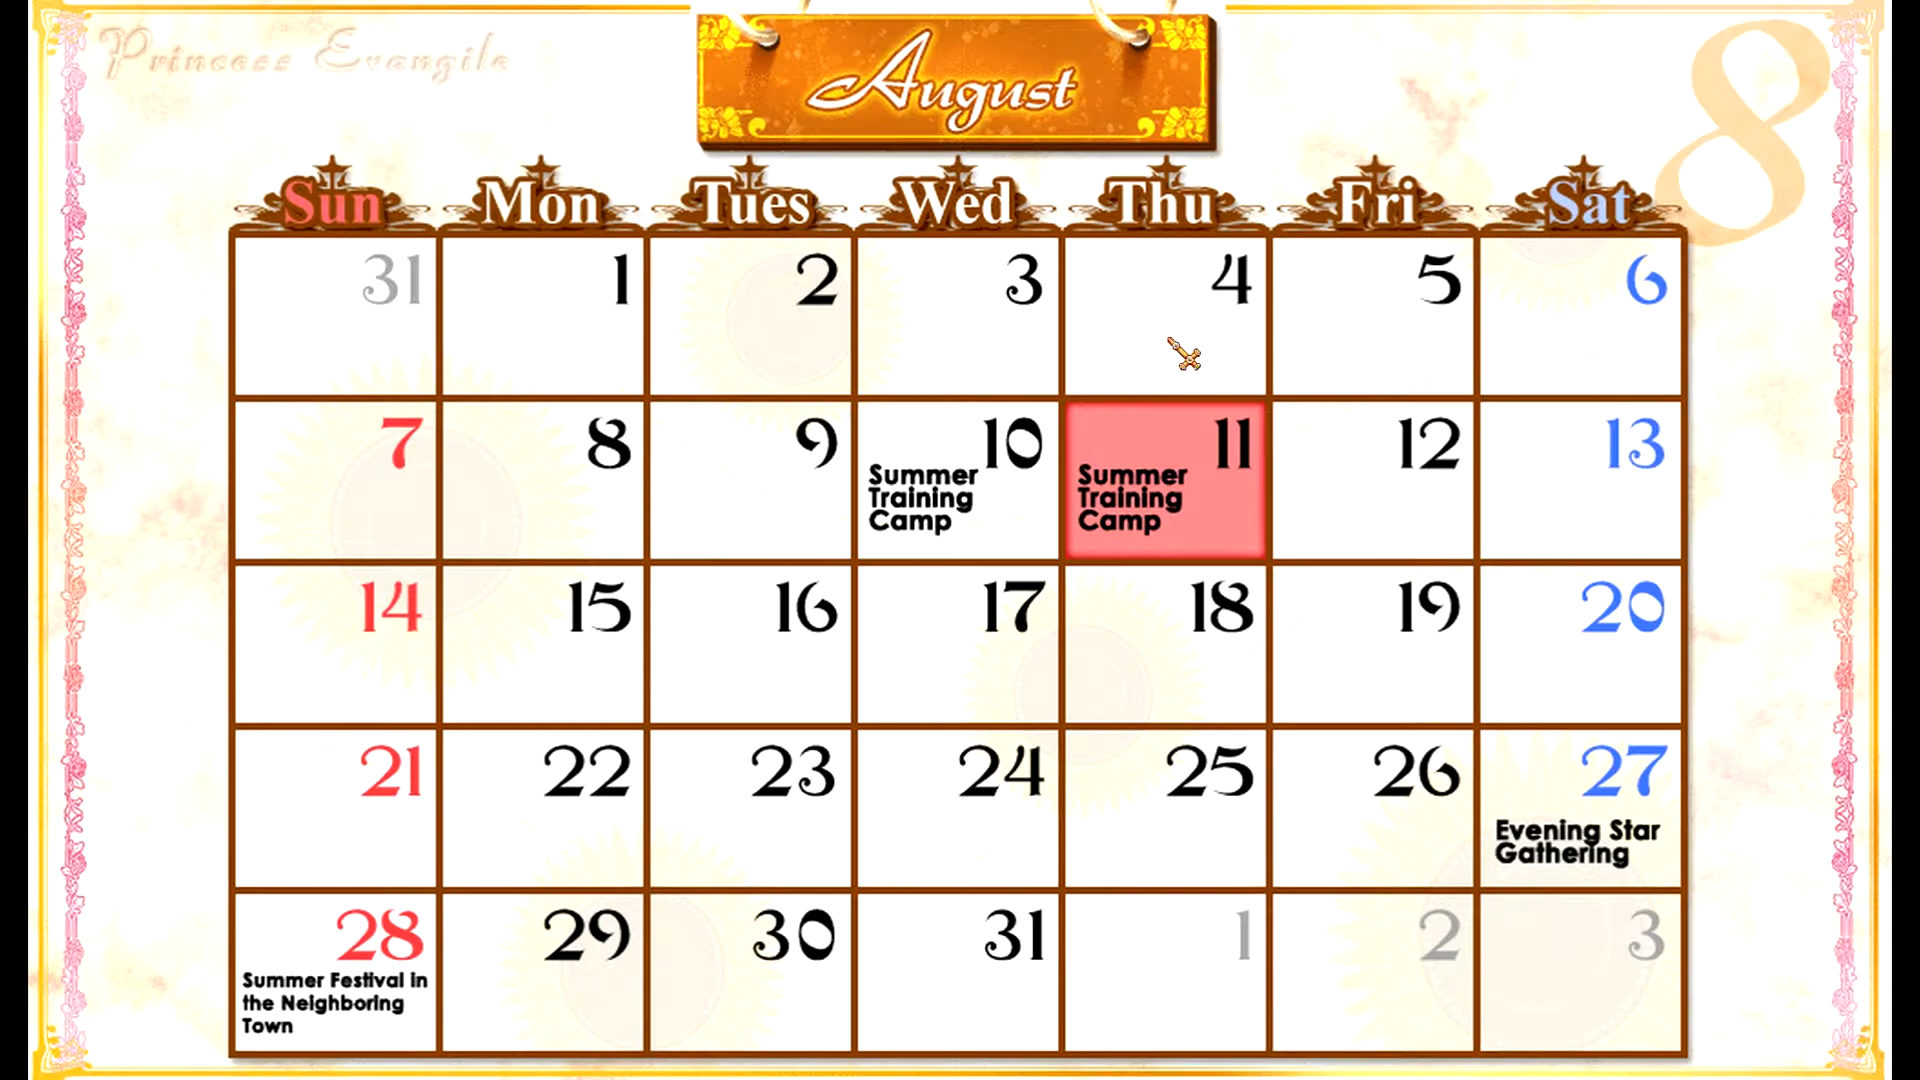 Princess Evangile
August
8
Sun Mon Tues Wed Thu Fri Sat
31 1 2 3 4 5 6
7 8 9 10 11 12 13
Summer
Training
Camp
Summer
Training
Camp
14 15 16 17 18 19 20
21 22 23 24 25 26 27
Evening Star
Gathering
28 29 30 31 1 2 3
Summer Festival in
the Neighboring
Town